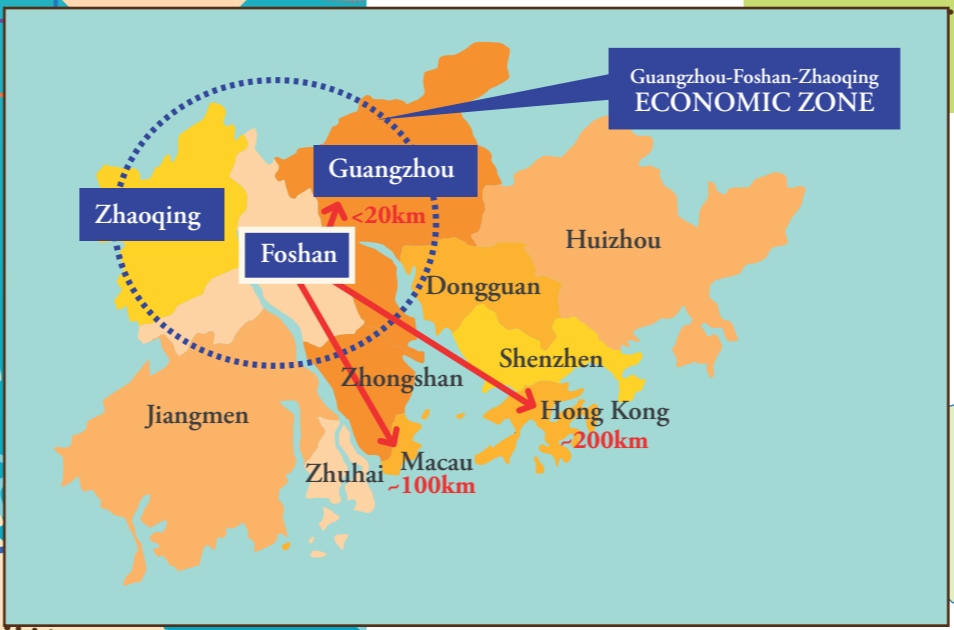 Guangzhou-Foshan-Zhaoqing
ECONOMIC ZONE
Guangzhou
Zhaoqing
<20km
Foshan
Huizhou
Dongguan
Shenzhen
Zhongshan
Jiangmen
Hong Kong
~200km
Macau
Zhuhai
~100km